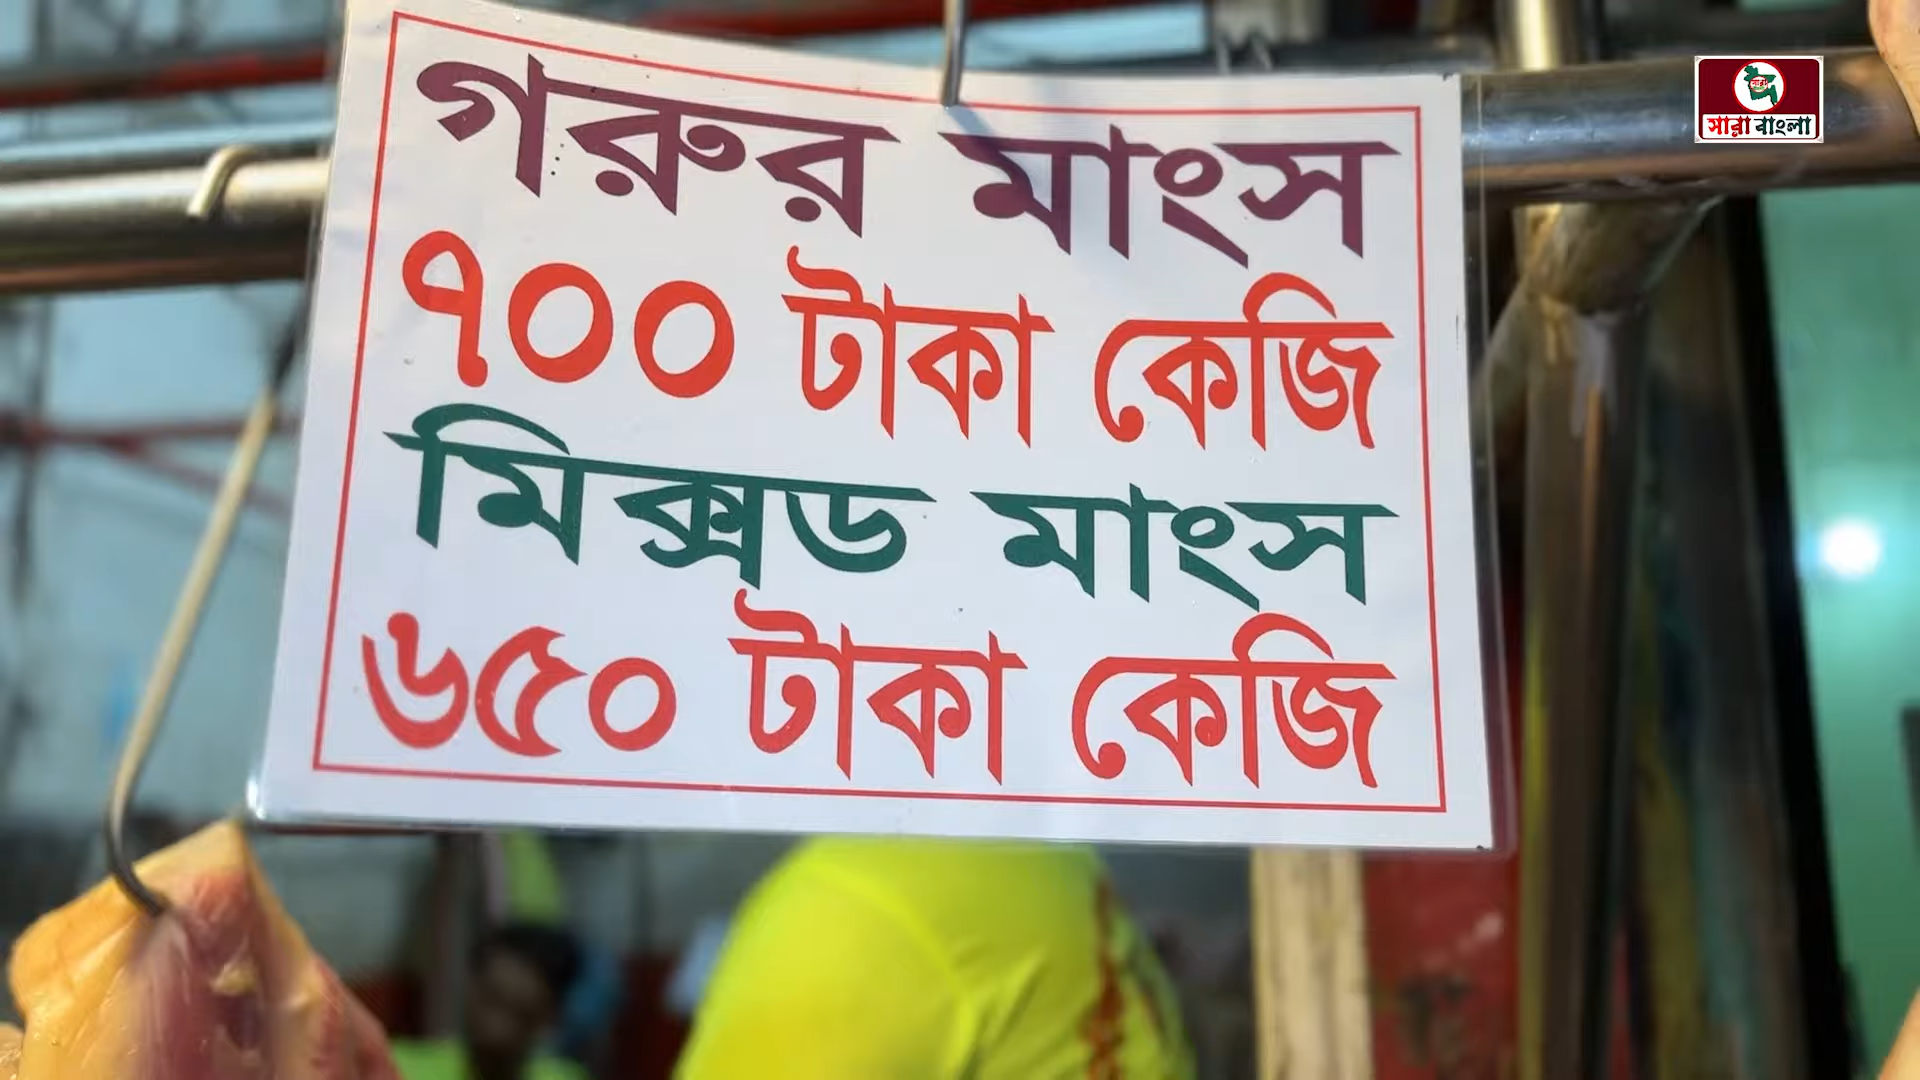 গরুর মাংস
৭০০ টাকা কেজি
মিক্সড মাংস
৬৫০ টাকা কেজি
সারা বাংলা